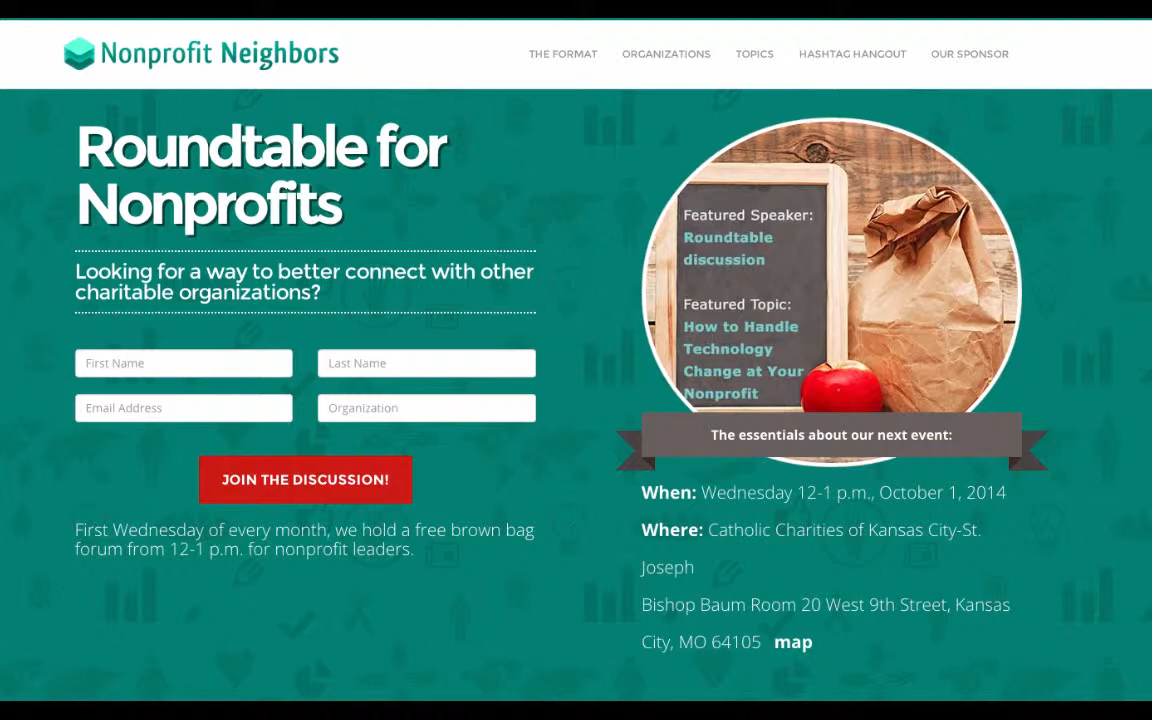 Nonprofit Neighbors
THE FORMAT ORGANIZATIONS TOPICS HASHTAG HANGOUT OUR SPONSOR
Roundtable for
Nonprofits
Looking for a way to better connect with other
charitable organizations?
First Name Last Name
Email Address Organization
JOIN THE DISCUSSION!
First Wednesday of every month, we hold a free brown bag
forum from 12-1 p.m. for nonprofit leaders.
Featured Speaker:
Roundtable
discussion
Featured Topic:
How to Handle
Technology
Change at Your
Nonprofit
The essentials about our next event:
When: Wednesday 12-1 p.m., October 1, 2014
Where: Catholic Charities of Kansas City-St.
Joseph
Bishop Baum Room 20 West 9th Street, Kansas
City, MO 64105 map